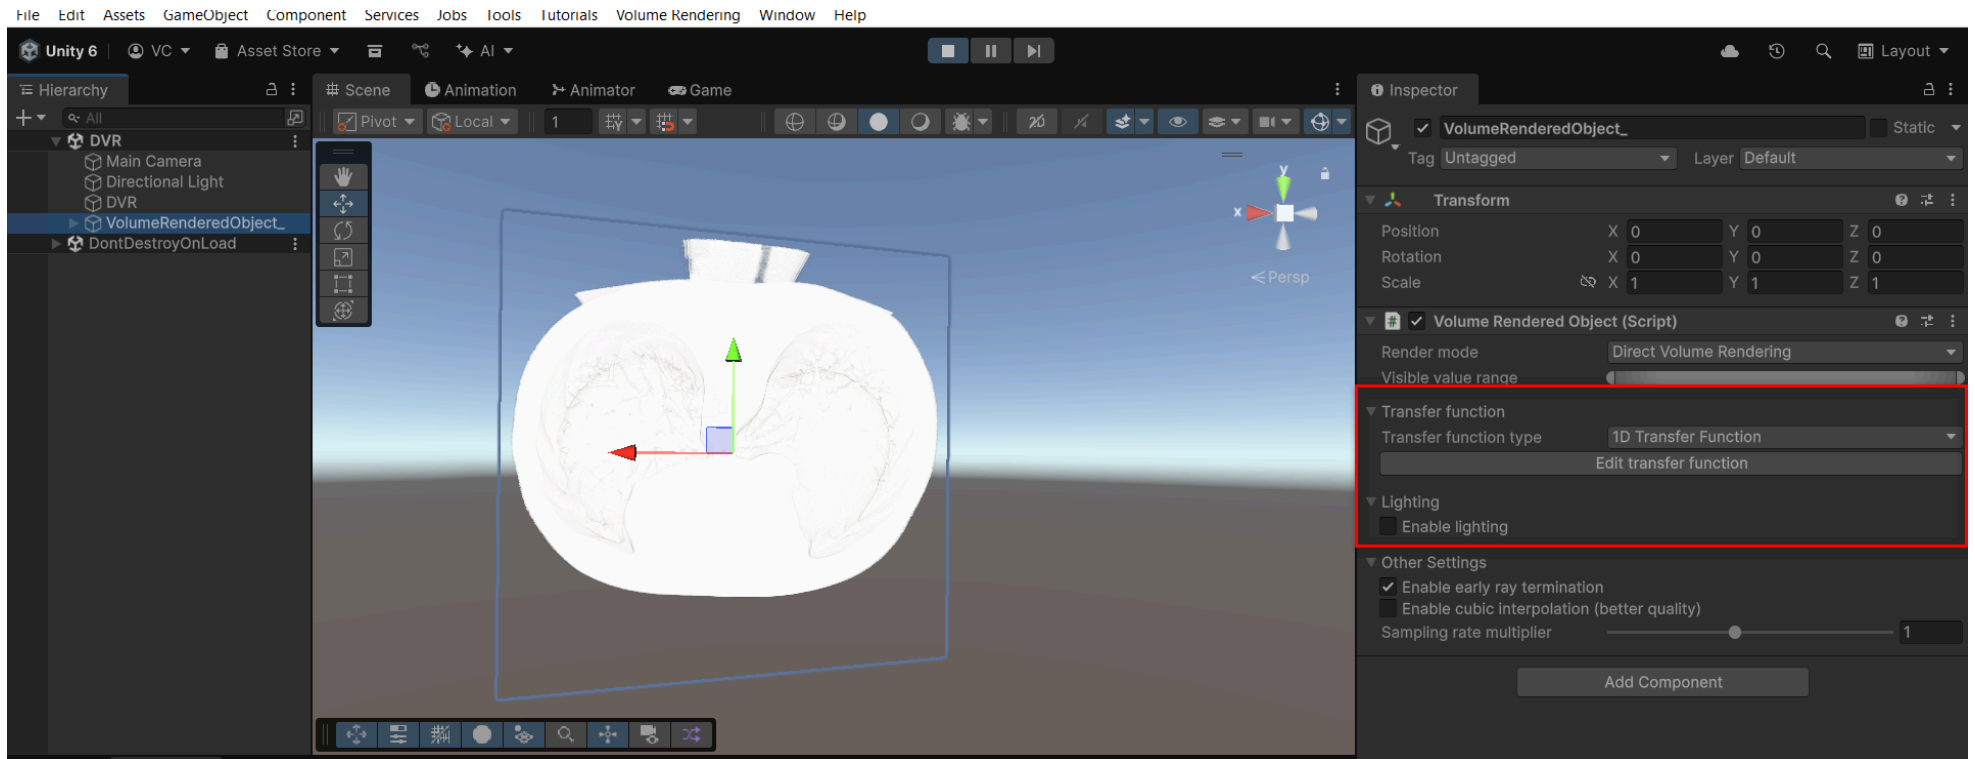 File Edit Assets GameObject Component Services Jobs Tools Tutorials Volume Rendering Window Help
Unity 6 VC Asset Store AI Layout
Hierarchy
All
DVR
Main Camera
Directional Light
DVR
VolumeRenderedObject_
DontDestroyOnLoad
Scene Animation Animator Game
Pivot Local 1 2D
y
x
Persp
Inspector
VolumeRenderedObject_ Static
Tag Untagged Layer Default
Transform
Position X 0 Y 0 Z 0
Rotation X 0 Y 0 Z 0
Scale X 1 Y 1 Z 1
# Volume Rendered Object (Script)
Render mode Direct Volume Rendering
Visible value range
Transfer function
Transfer function type 1D Transfer Function
Edit transfer function
Lighting
Enable lighting
Other Settings
Enable early ray termination
Enable cubic interpolation (better quality)
Sampling rate multiplier 1
Add Component